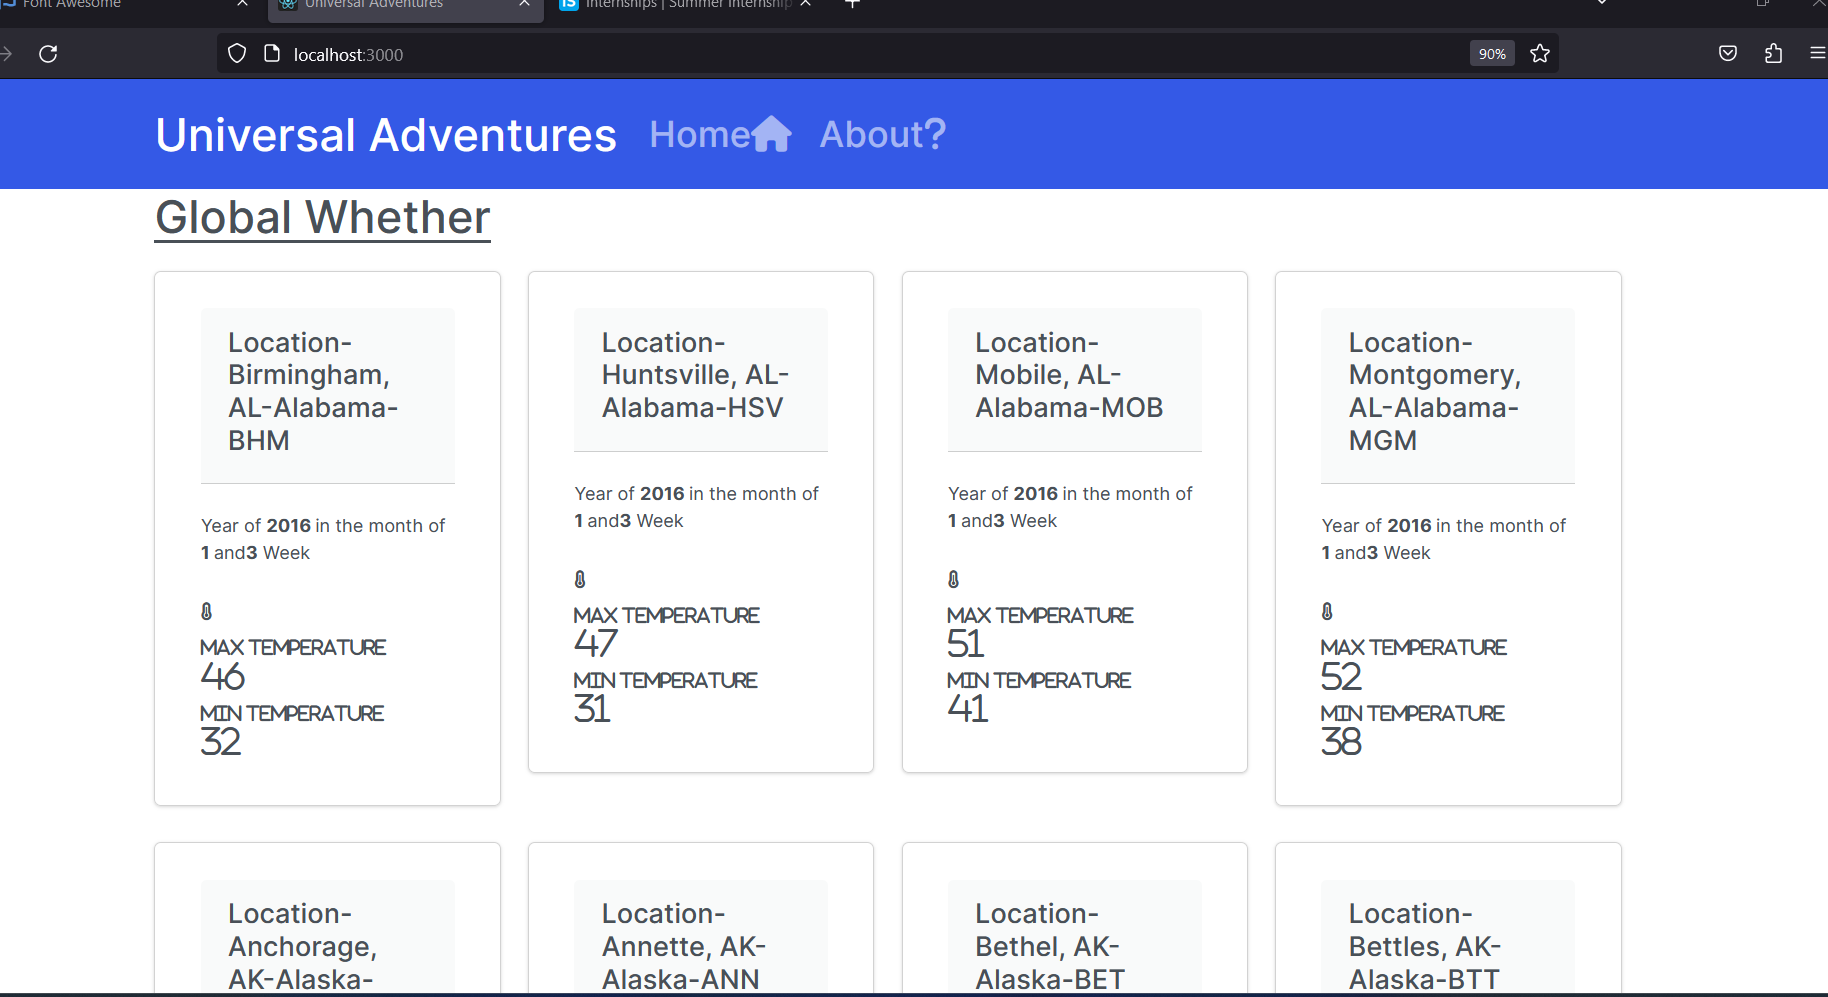 Font Awesome
Universal Adventures
Internships | Summer Internship
localhost:3000
90%
Universal Adventures Home About?
Global Whether
Location-
Birmingham,
AL-Alabama-
BHM
Year of 2016 in the month of
1 and3 Week
MAX TEMPERATURE
46
MIN TEMPERATURE
32
Location-
Huntsville, AL-
Alabama-HSV
Year of 2016 in the month of
1 and3 Week
MAX TEMPERATURE
47
MIN TEMPERATURE
31
Location-
Mobile, AL-
Alabama-MOB
Year of 2016 in the month of
1 and3 Week
MAX TEMPERATURE
51
MIN TEMPERATURE
41
Location-
Montgomery,
AL-Alabama-
MGM
Year of 2016 in the month of
1 and3 Week
MAX TEMPERATURE
52
MIN TEMPERATURE
38
Location-
Anchorage,
AK-Alaska-
Location-
Annette, AK-
Alaska-ANN
Location-
Bethel, AK-
Alaska-BET
Location-
Bettles, AK-
Alaska-BTT